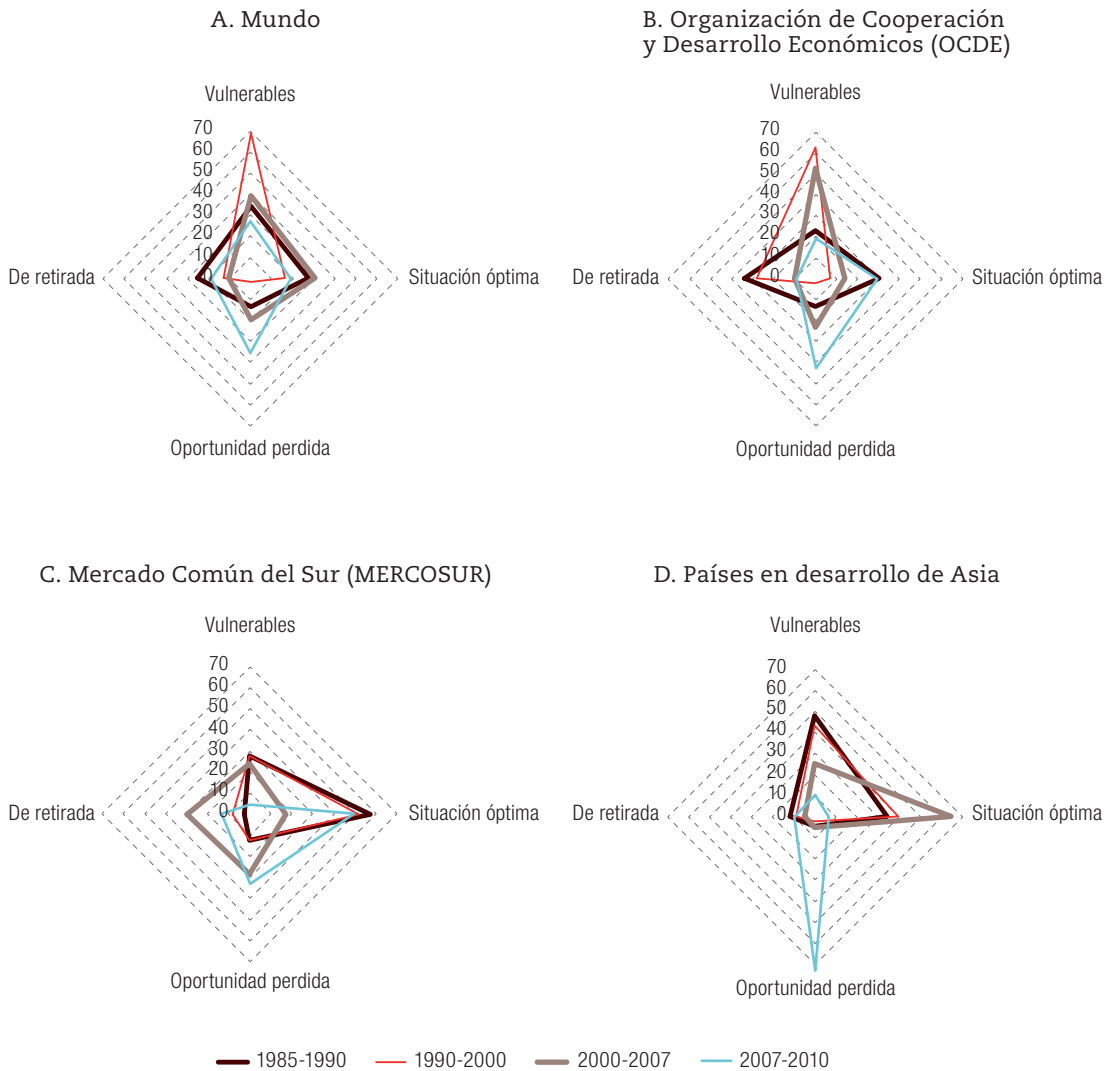 A. Mundo
Vulnerables
70
60
50
40
30
20
10
0
De retirada
Situación óptima
Oportunidad perdida
B. Organización de Cooperación
y Desarrollo Económicos (OCDE)
Vulnerables
70
60
50
40
30
20
10
0
De retirada
Situación óptima
Oportunidad perdida
C. Mercado Común del Sur (MERCOSUR)
Vulnerables
70
60
50
40
30
20
10
0
De retirada
Situación óptima
Oportunidad perdida
D. Países en desarrollo de Asia
Vulnerables
70
60
50
40
30
20
10
0
De retirada
Situación óptima
Oportunidad perdida
1985-1990 1990-2000 2000-2007 2007-2010